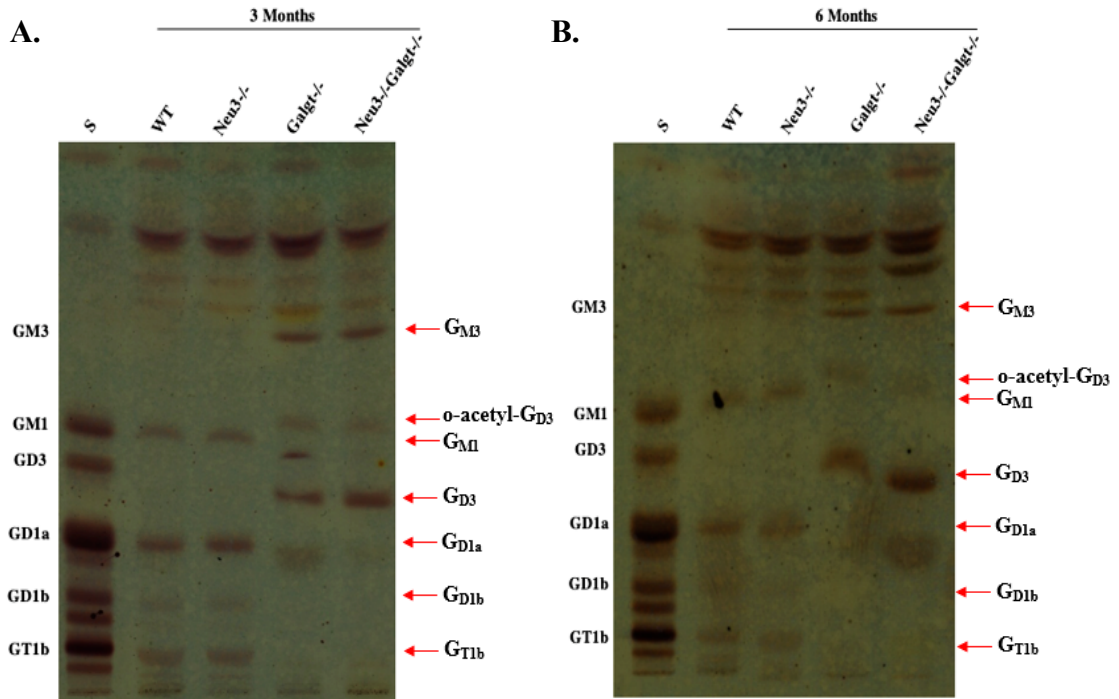 A.
3 Months
S
WT
Neu3-/-
Galgt-/-
Neu3-/-Galgt-/-
GM3
GM1
GD3
GD1a
GD1b
GT1b
GM3
o-acetyl-GD3
GM1
GD3
GD1a
GD1b
GT1b
B.
6 Months
S
WT
Neu3-/-
Galgt-/-
Neu3-/-Galgt-/-
GM3
GM1
GD3
GD1a
GD1b
GT1b
GM3
o-acetyl-GD3
GM1
GD3
GD1a
GD1b
GT1b